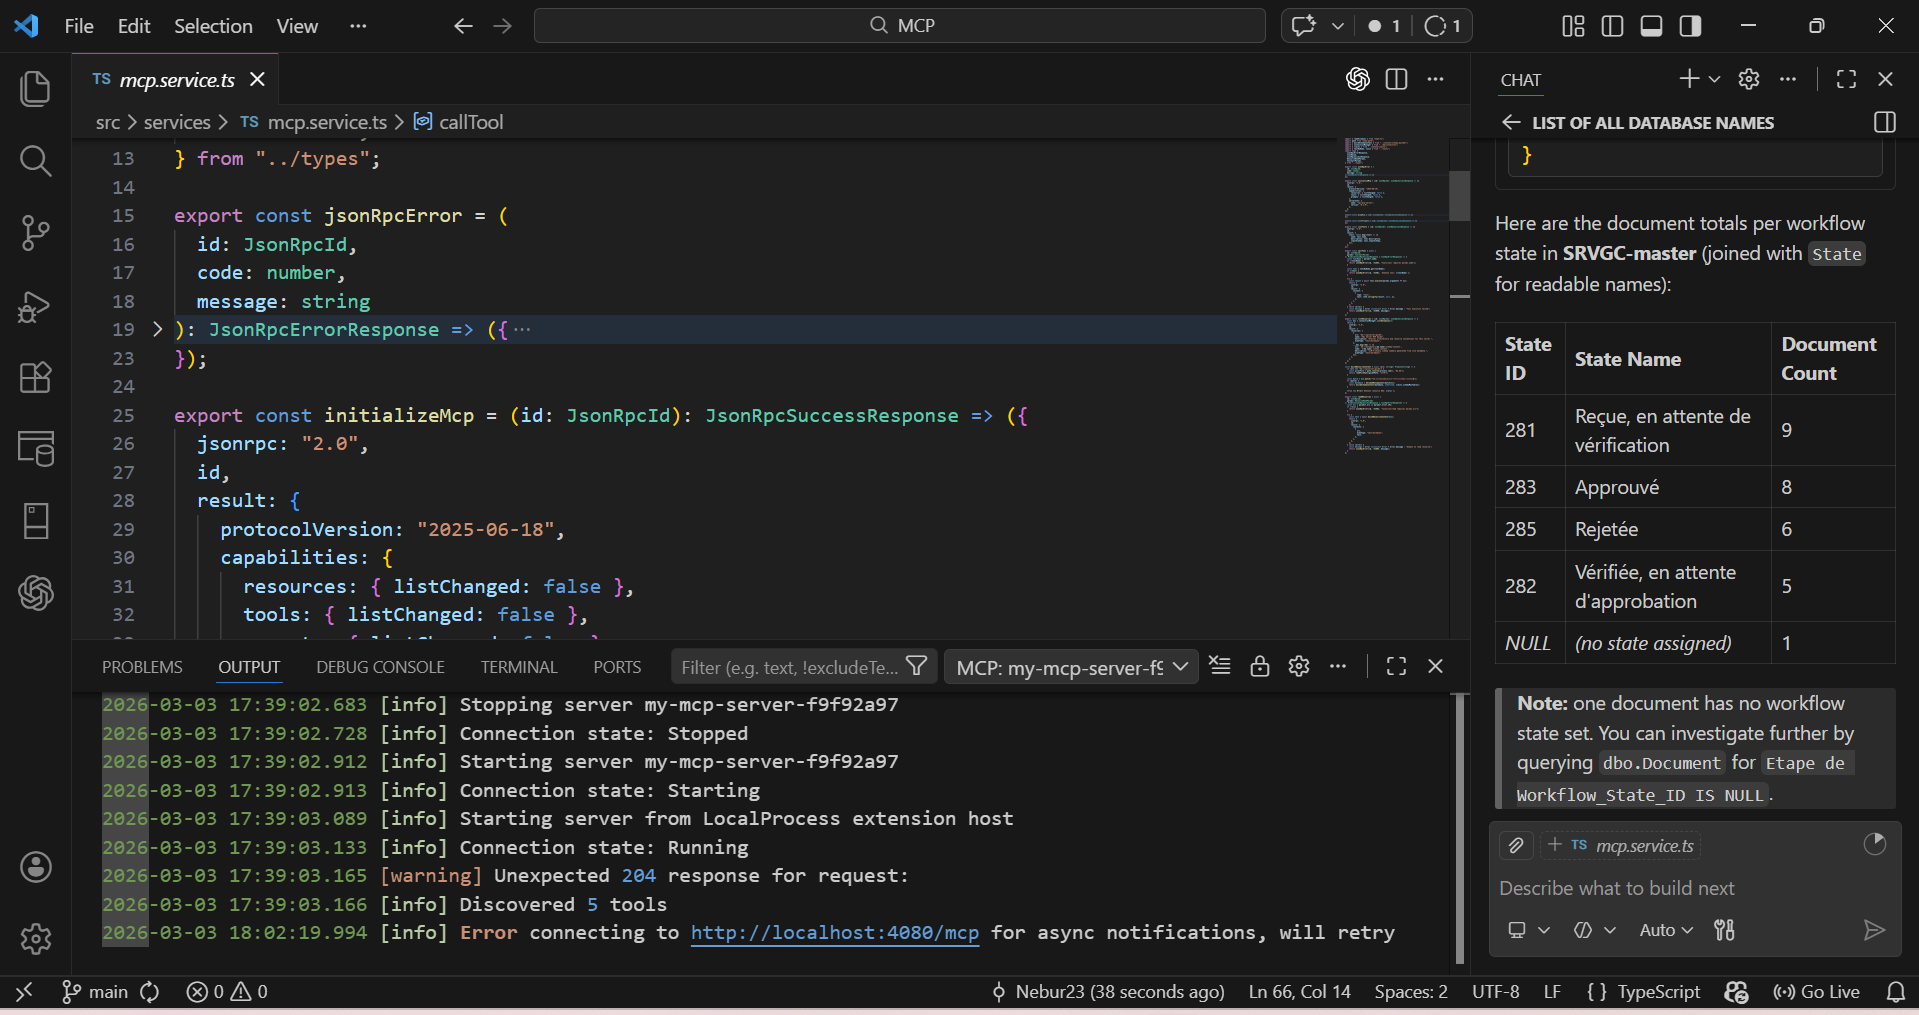 File Edit Selection View ···
MCP
1 1
TS mcp.service.ts
src > services > TS mcp.service.ts > callTool
13 } from "../types";
14
15 export const jsonRpcError = (
16 id: JsonRpcId,
17 code: number,
18 message: string
19 ): JsonRpcErrorResponse => ({ ···
23 });
24
25 export const initializeMcp = (id: JsonRpcId): JsonRpcSuccessResponse => ({
26 jsonrpc: "2.0",
27 id,
28 result: {
29 protocolVersion: "2025-06-18",
30 capabilities: {
31 resources: { listChanged: false },
32 tools: { listChanged: false },
PROBLEMS OUTPUT DEBUG CONSOLE TERMINAL PORTS
Filter (e.g. text, !excludeTe...
MCP: my-mcp-server-f9
2026-03-03 17:39:02.683 [info] Stopping server my-mcp-server-f9f92a97
2026-03-03 17:39:02.728 [info] Connection state: Stopped
2026-03-03 17:39:02.912 [info] Starting server my-mcp-server-f9f92a97
2026-03-03 17:39:02.913 [info] Connection state: Starting
2026-03-03 17:39:03.089 [info] Starting server from LocalProcess extension host
2026-03-03 17:39:03.133 [info] Connection state: Running
2026-03-03 17:39:03.165 [warning] Unexpected 204 response for request:
2026-03-03 17:39:03.166 [info] Discovered 5 tools
2026-03-03 18:02:19.994 [info] Error connecting to http://localhost:4080/mcp for async notifications, will retry
CHAT
LIST OF ALL DATABASE NAMES
}
Here are the document totals per workflow
state in SRVGC-master (joined with State
for readable names):
State ID State Name Document Count
281 Reçue, en attente de vérification 9
283 Approuvé 8
285 Rejetée 6
282 Vérifiée, en attente d'approbation 5
NULL (no state assigned) 1
Note: one document has no workflow
state set. You can investigate further by
querying dbo.Document for Etape de
Workflow_State_ID IS NULL.
TS mcp.service.ts
Describe what to build next
Auto
main 0 0
Nebur23 (38 seconds ago) Ln 66, Col 14 Spaces: 2 UTF-8 LF { } TypeScript Go Live